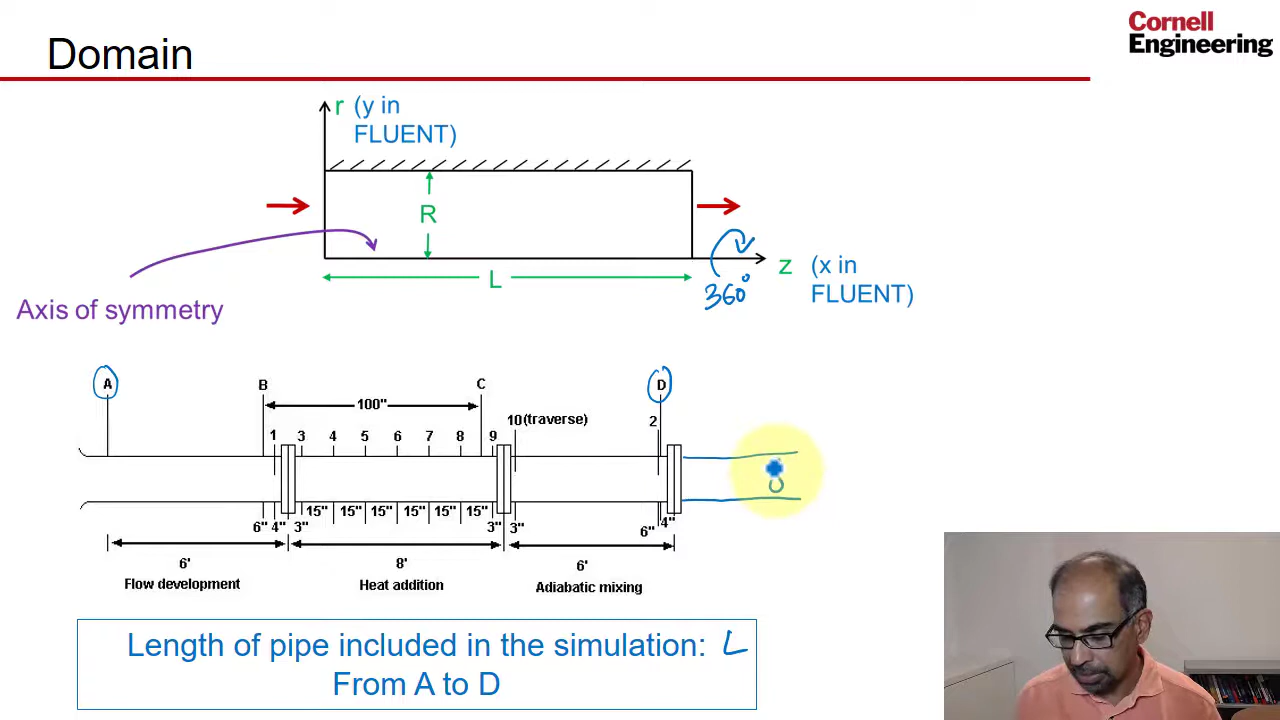 Domain
Cornell
Engineering
r (y in
FLUENT)
R
L
z (x in
FLUENT)
360°
Axis of symmetry
A B C D
100"
10(traverse) 2
1 3 4 5 6 7 8 9
6" 4" 3" 15" 15" 15" 15" 15" 15" 3" 3" 6" 4"
6' 8' 6'
Flow development Heat addition Adiabatic mixing
Length of pipe included in the simulation: L
From A to D